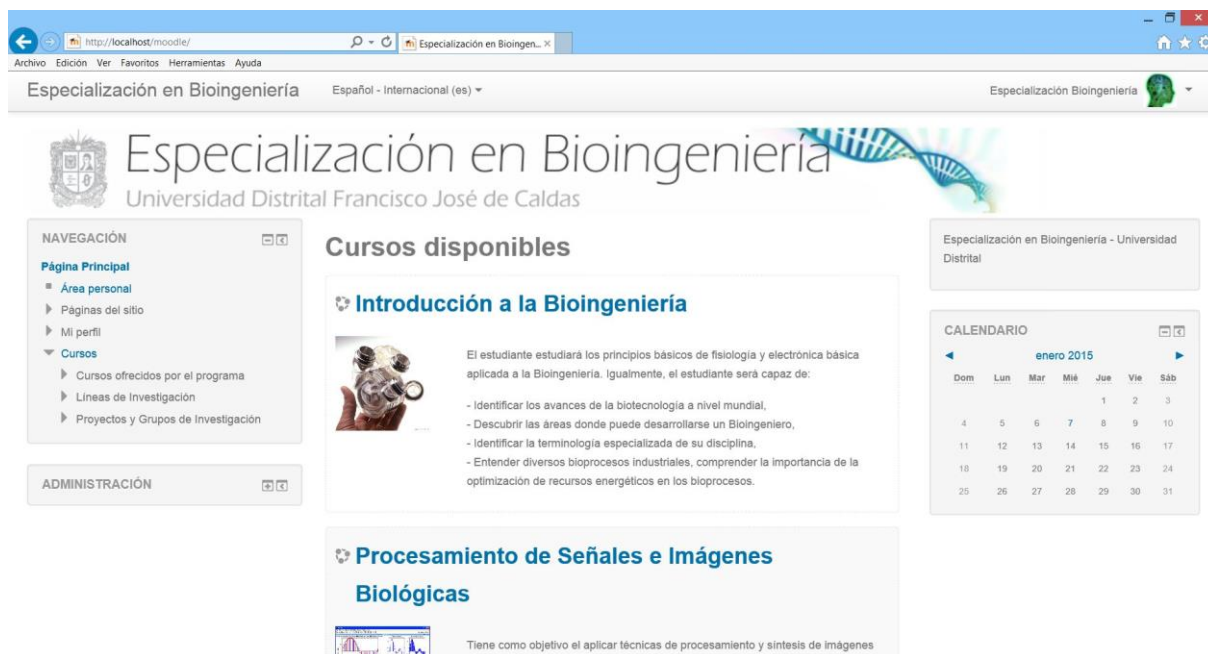 http://localhost/moodle/
Especialización en Bioingen...
Archivo Edición Ver Favoritos Herramientas Ayuda
Especialización en Bioingeniería
Español - Internacional (es)
Especialización Bioingeniería
Especialización en Bioingeniería
Universidad Distrital Francisco José de Caldas
NAVEGACIÓN
Página Principal
Área personal
Páginas del sitio
Mi perfil
Cursos
Cursos ofrecidos por el programa
Líneas de Investigación
Proyectos y Grupos de Investigación
ADMINISTRACIÓN
Cursos disponibles
Introducción a la Bioingeniería
El estudiante estudiará los principios básicos de fisiología y electrónica básica
aplicada a la Bioingeniería. Igualmente, el estudiante será capaz de:
- Identificar los avances de la biotecnología a nivel mundial,
- Descubrir las áreas donde puede desarrollarse un Bioingeniero,
- Identificar la terminología especializada de su disciplina,
- Entender diversos bioprocesos industriales, comprender la importancia de la
optimización de recursos energéticos en los bioprocesos.
Procesamiento de Señales e Imágenes
Biológicas
Tiene como objetivo el aplicar técnicas de procesamiento y síntesis de imágenes
Especialización en Bioingeniería - Universidad
Distrital
CALENDARIO
enero 2015
Dom Lun Mar Mié Jue Vie Sáb
1 2 3
4 5 6 7 8 9 10
11 12 13 14 15 16 17
18 19 20 21 22 23 24
25 26 27 28 29 30 31